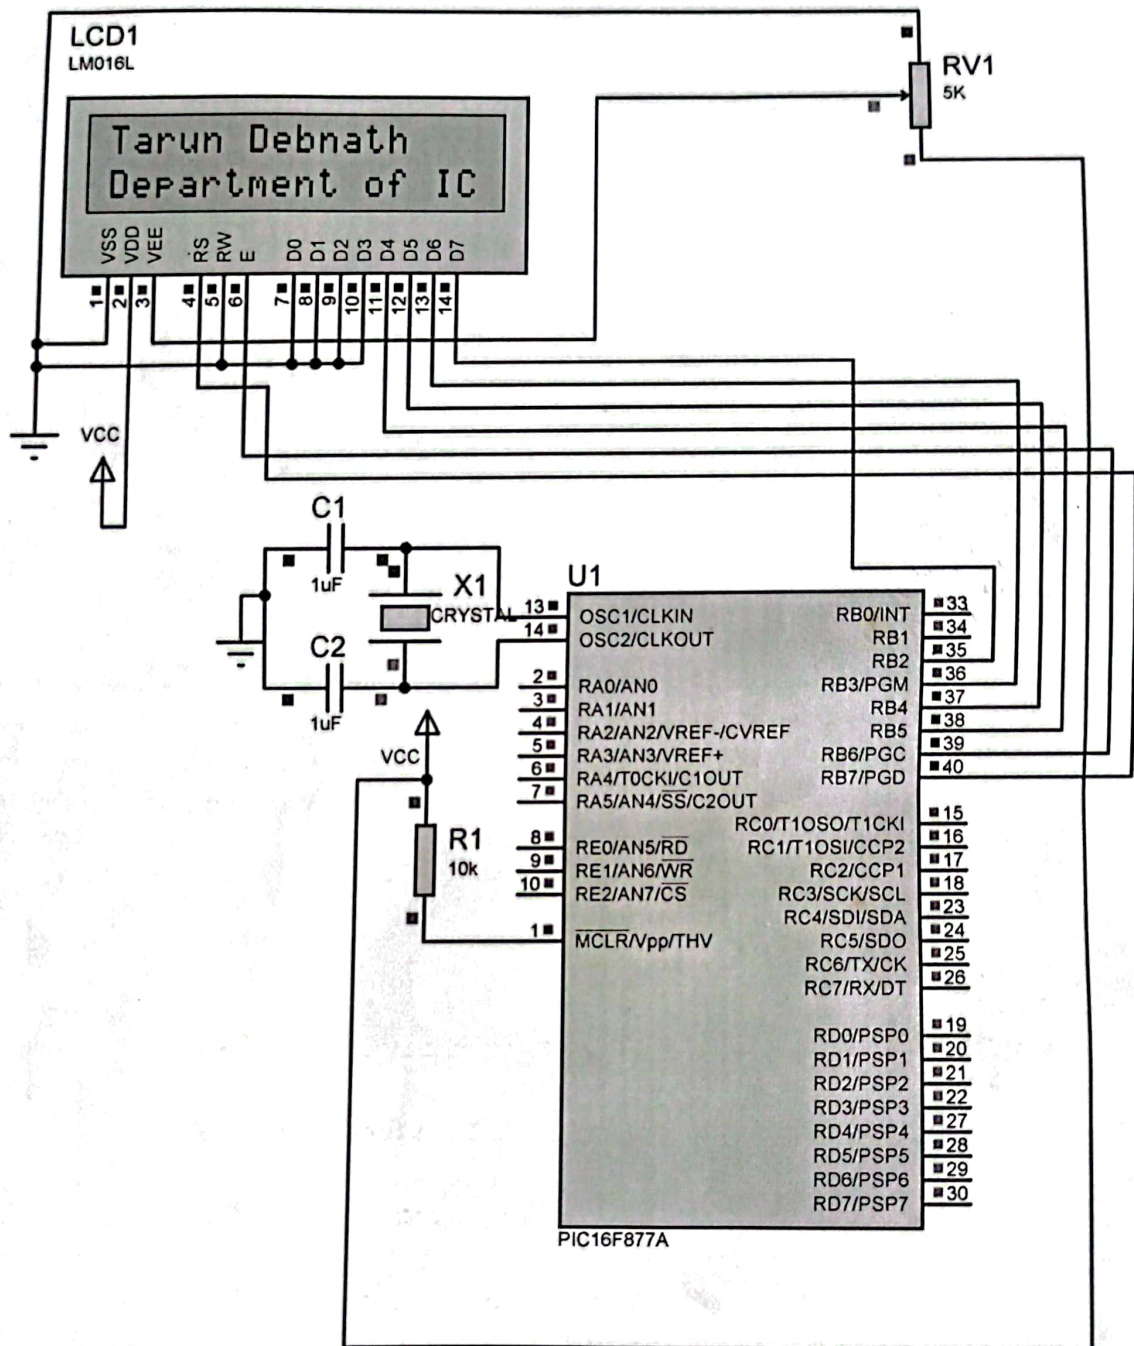 LCD1
LM016L
RV1
5K
Tarun Debnath
Department of IC
VSS
VDD
VEE
RS
RW
E
D0
D1
D2
D3
D4
D5
D6
D7
1
2
3
4
5
6
7
8
9
10
11
12
13
14
VCC
C1
1uF
X1
CRYSTAL
C2
1uF
VCC
R1
10k
U1
13 OSC1/CLKIN
14 OSC2/CLKOUT
2 RA0/AN0
3 RA1/AN1
4 RA2/AN2/VREF-/CVREF
5 RA3/AN3/VREF+
6 RA4/T0CKI/C1OUT
7 RA5/AN4/SS/C2OUT
8 RE0/AN5/RD
9 RE1/AN6/WR
10 RE2/AN7/CS
1 MCLR/Vpp/THV
RB0/INT 33
RB1 34
RB2 35
RB3/PGM 36
RB4 37
RB5 38
RB6/PGC 39
RB7/PGD 40
RC0/T1OSO/T1CKI 15
RC1/T1OSI/CCP2 16
RC2/CCP1 17
RC3/SCK/SCL 18
RC4/SDI/SDA 23
RC5/SDO 24
RC6/TX/CK 25
RC7/RX/DT 26
RD0/PSP0 19
RD1/PSP1 20
RD2/PSP2 21
RD3/PSP3 22
RD4/PSP4 27
RD5/PSP5 28
RD6/PSP6 29
RD7/PSP7 30
PIC16F877A